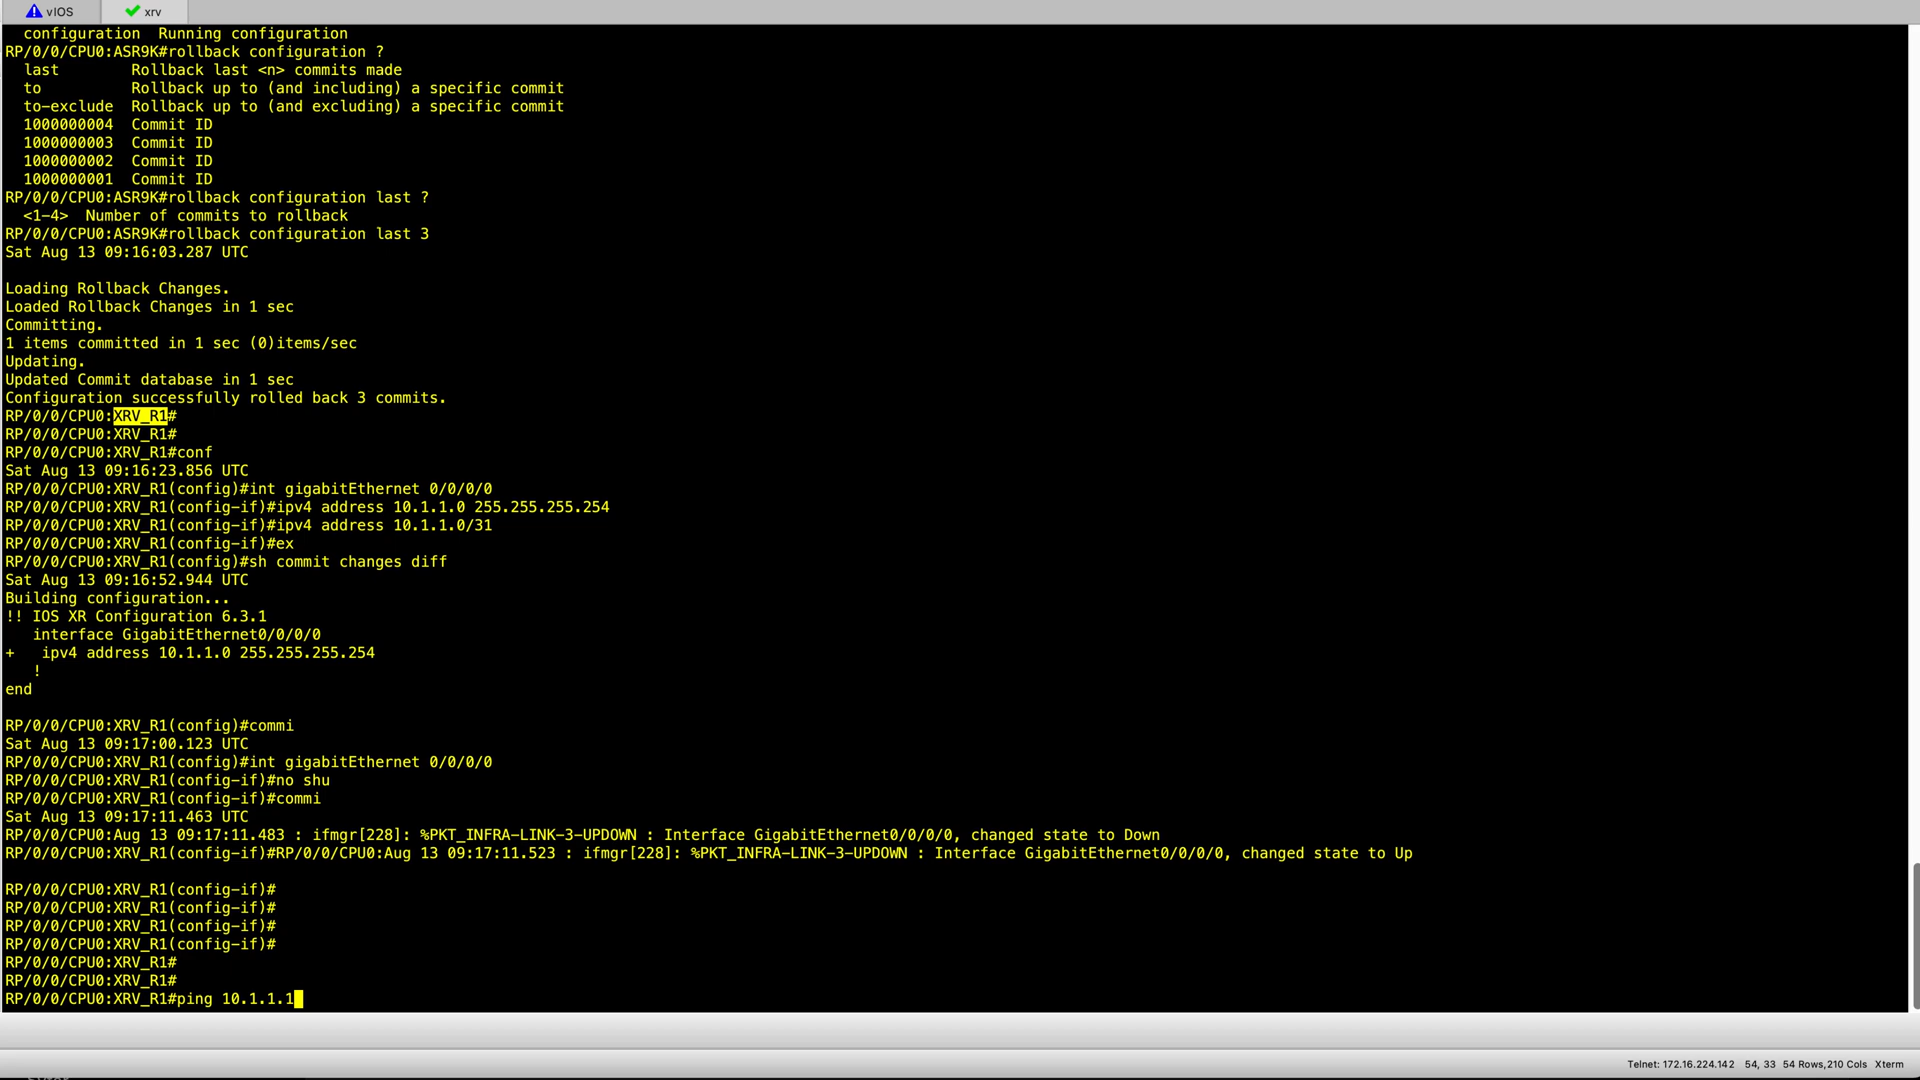 vIOS
xrv
configuration  Running configuration
RP/0/0/CPU0:ASR9K#rollback configuration ?
last        Rollback last <n> commits made
to          Rollback up to (and including) a specific commit
to-exclude  Rollback up to (and excluding) a specific commit
1000000004  Commit ID
1000000003  Commit ID
1000000002  Commit ID
1000000001  Commit ID
RP/0/0/CPU0:ASR9K#rollback configuration last ?
<1-4>  Number of commits to rollback
RP/0/0/CPU0:ASR9K#rollback configuration last 3
Sat Aug 13 09:16:03.287 UTC
Loading Rollback Changes.
Loaded Rollback Changes in 1 sec
Committing.
1 items committed in 1 sec (0)items/sec
Updating.
Updated Commit database in 1 sec
Configuration successfully rolled back 3 commits.
RP/0/0/CPU0:XRV_R1#
RP/0/0/CPU0:XRV_R1#
RP/0/0/CPU0:XRV_R1#conf
Sat Aug 13 09:16:23.856 UTC
RP/0/0/CPU0:XRV_R1(config)#int gigabitEthernet 0/0/0/0
RP/0/0/CPU0:XRV_R1(config-if)#ipv4 address 10.1.1.0 255.255.255.254
RP/0/0/CPU0:XRV_R1(config-if)#ipv4 address 10.1.1.0/31
RP/0/0/CPU0:XRV_R1(config-if)#ex
RP/0/0/CPU0:XRV_R1(config)#sh commit changes diff
Sat Aug 13 09:16:52.944 UTC
Building configuration...
!! IOS XR Configuration 6.3.1
interface GigabitEthernet0/0/0/0
+   ipv4 address 10.1.1.0 255.255.255.254
!
end
RP/0/0/CPU0:XRV_R1(config)#commi
Sat Aug 13 09:17:00.123 UTC
RP/0/0/CPU0:XRV_R1(config)#int gigabitEthernet 0/0/0/0
RP/0/0/CPU0:XRV_R1(config-if)#no shu
RP/0/0/CPU0:XRV_R1(config-if)#commi
Sat Aug 13 09:17:11.463 UTC
RP/0/0/CPU0:Aug 13 09:17:11.483 : ifmgr[228]: %PKT_INFRA-LINK-3-UPDOWN : Interface GigabitEthernet0/0/0/0, changed state to Down
RP/0/0/CPU0:XRV_R1(config-if)#RP/0/0/CPU0:Aug 13 09:17:11.523 : ifmgr[228]: %PKT_INFRA-LINK-3-UPDOWN : Interface GigabitEthernet0/0/0/0, changed state to Up
RP/0/0/CPU0:XRV_R1(config-if)#
RP/0/0/CPU0:XRV_R1(config-if)#
RP/0/0/CPU0:XRV_R1(config-if)#
RP/0/0/CPU0:XRV_R1(config-if)#
RP/0/0/CPU0:XRV_R1#
RP/0/0/CPU0:XRV_R1#
RP/0/0/CPU0:XRV_R1#ping 10.1.1.1
Telnet: 172.16.224.142   54, 33   54 Rows,210 Cols   Xterm